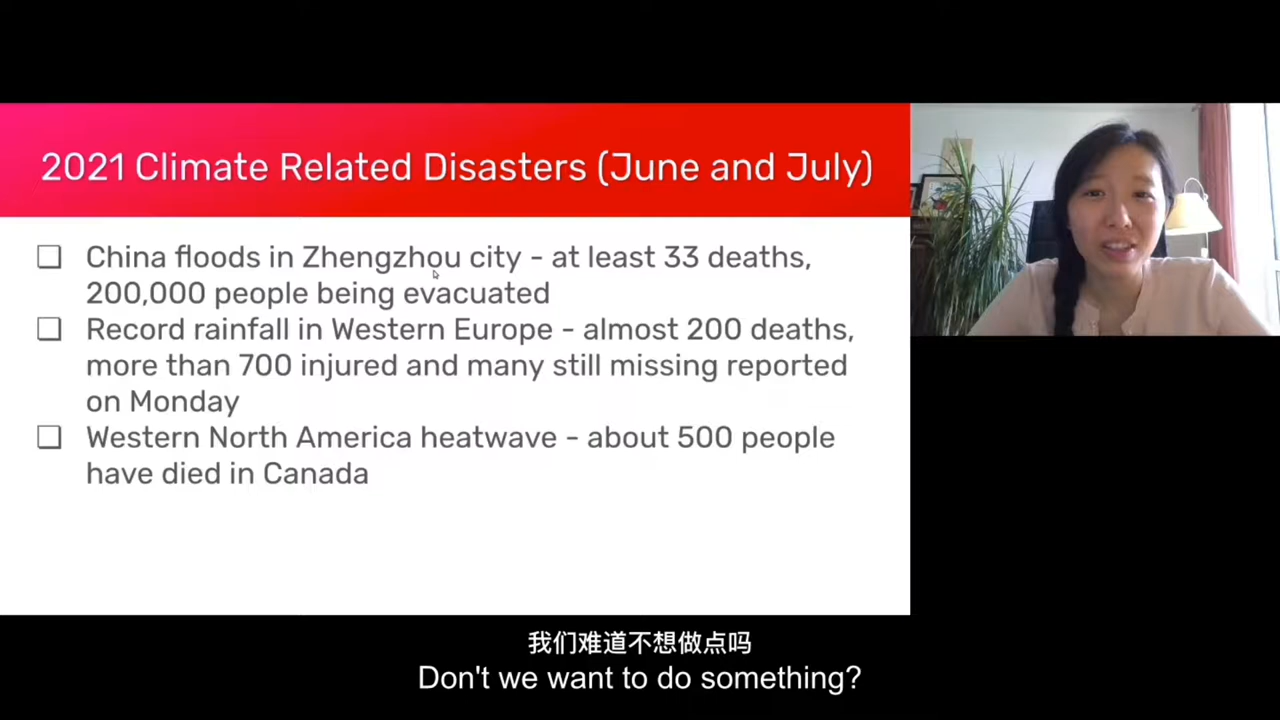 2021 Climate Related Disasters (June and July)
❏ China floods in Zhengzhou city - at least 33 deaths,
200,000 people being evacuated
❏ Record rainfall in Western Europe - almost 200 deaths,
more than 700 injured and many still missing reported
on Monday
❏ Western North America heatwave - about 500 people
have died in Canada
我们难道不想做点吗
Don't we want to do something?